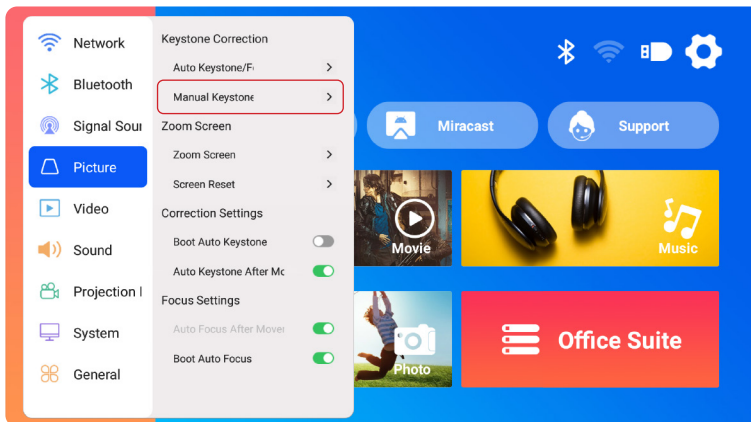 Network
Bluetooth
Signal Sour
Picture
Video
Sound
Projection
System
General
Keystone Correction
Auto Keystone/F
Manual Keystone
Zoom Screen
Zoom Screen
Screen Reset
Correction Settings
Boot Auto Keystone
Auto Keystone After Mo
Focus Settings
Auto Focus After Mover
Boot Auto Focus
Miracast
Support
Movie
Music
Photo
Office Suite